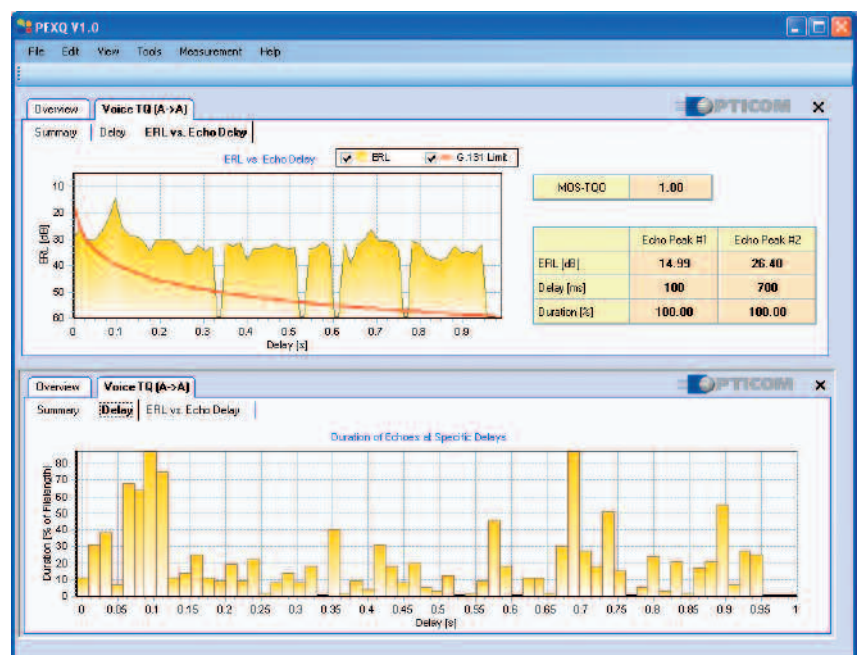 PEXQ V1.0
File Edit View Tools Measurement Help
Overview Voice TQ (A->A) OPTICOM
Summary Delay ERL vs. Echo Delay
ERL vs. Echo Delay ERL G.131 Limit
ERL [dB]
10
20
30
40
50
60
0 0.1 0.2 0.3 0.4 0.5 0.6 0.7 0.8 0.9
Delay [s]
MOS-TQO 1.00
Echo Peak #1 Echo Peak #2
ERL [dB] 14.99 26.40
Delay [ms] 100 700
Duration [%] 100.00 100.00
Overview Voice TQ (A->A) OPTICOM
Summary Delay ERL vs. Echo Delay
Duration of Echoes at Specific Delays
Duration [% of Filelength]
80
70
60
50
40
30
20
10
0
0 0.05 0.1 0.15 0.2 0.25 0.3 0.35 0.4 0.45 0.5 0.55 0.6 0.65 0.7 0.75 0.8 0.85 0.9 0.95 1
Delay [s]